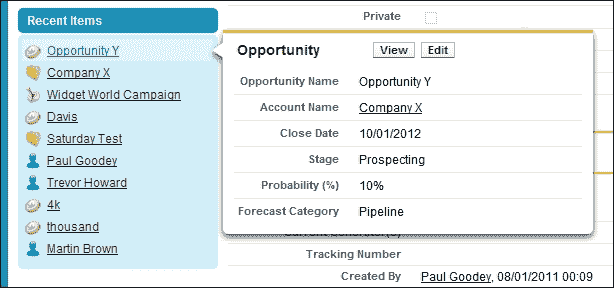 Recent Items
Opportunity Y
Company X
Widget World Campaign
Davis
Saturday Test
Paul Goodey
Trevor Howard
4k
thousand
Martin Brown
Private
Opportunity View Edit
Opportunity Name Opportunity Y
Account Name Company X
Close Date 10/01/2012
Stage Prospecting
Probability (%) 10%
Forecast Category Pipeline
Tracking Number
Created By Paul Goodey, 08/01/2011 00:09